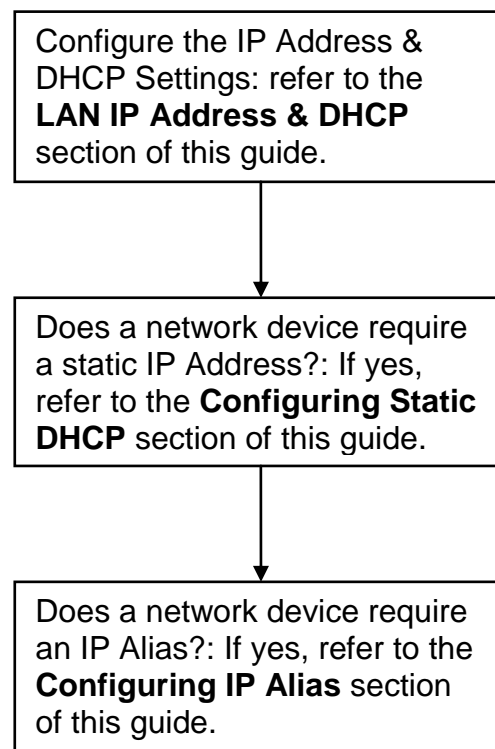 Configure the IP Address &
DHCP Settings: refer to the
LAN IP Address & DHCP
section of this guide.
Does a network device require
a static IP Address?: If yes,
refer to the Configuring Static
DHCP section of this guide.
Does a network device require
an IP Alias?: If yes, refer to the
Configuring IP Alias section
of this guide.